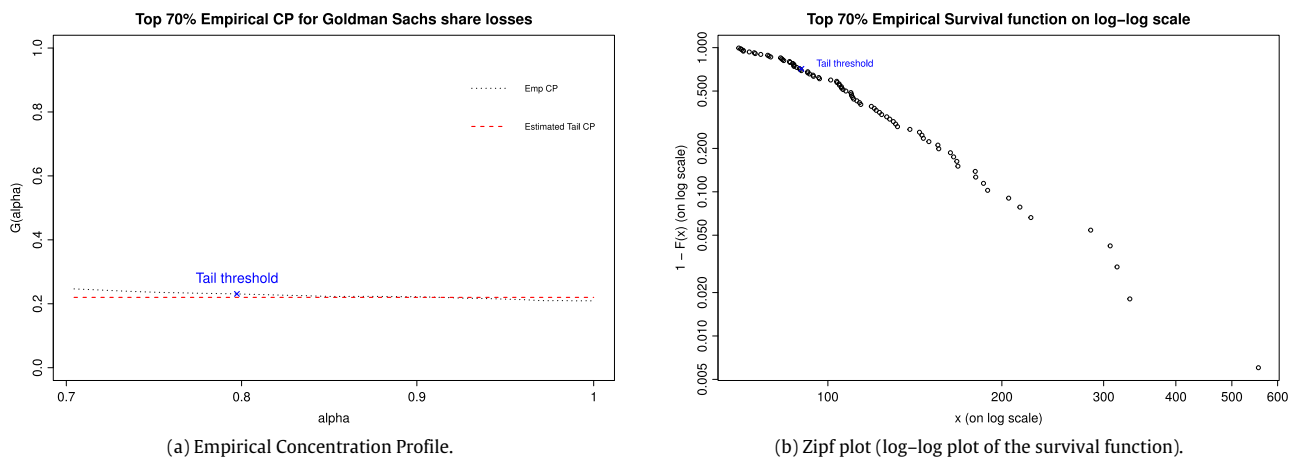 Top 70% Empirical CP for Goldman Sachs share losses
1.0
0.8
0.6
0.4
0.2
0.0
G(alpha)
Emp CP
Estimated Tail CP
Tail threshold
0.7
0.8
0.9
1
alpha
(a) Empirical Concentration Profile.
Top 70% Empirical Survival function on log−log scale
1.000
0.500
0.200
0.100
0.050
0.020
0.010
0.005
1 − F(x) (on log scale)
Tail threshold
100
200
300
400
500
600
x (on log scale)
(b) Zipf plot (log–log plot of the survival function).